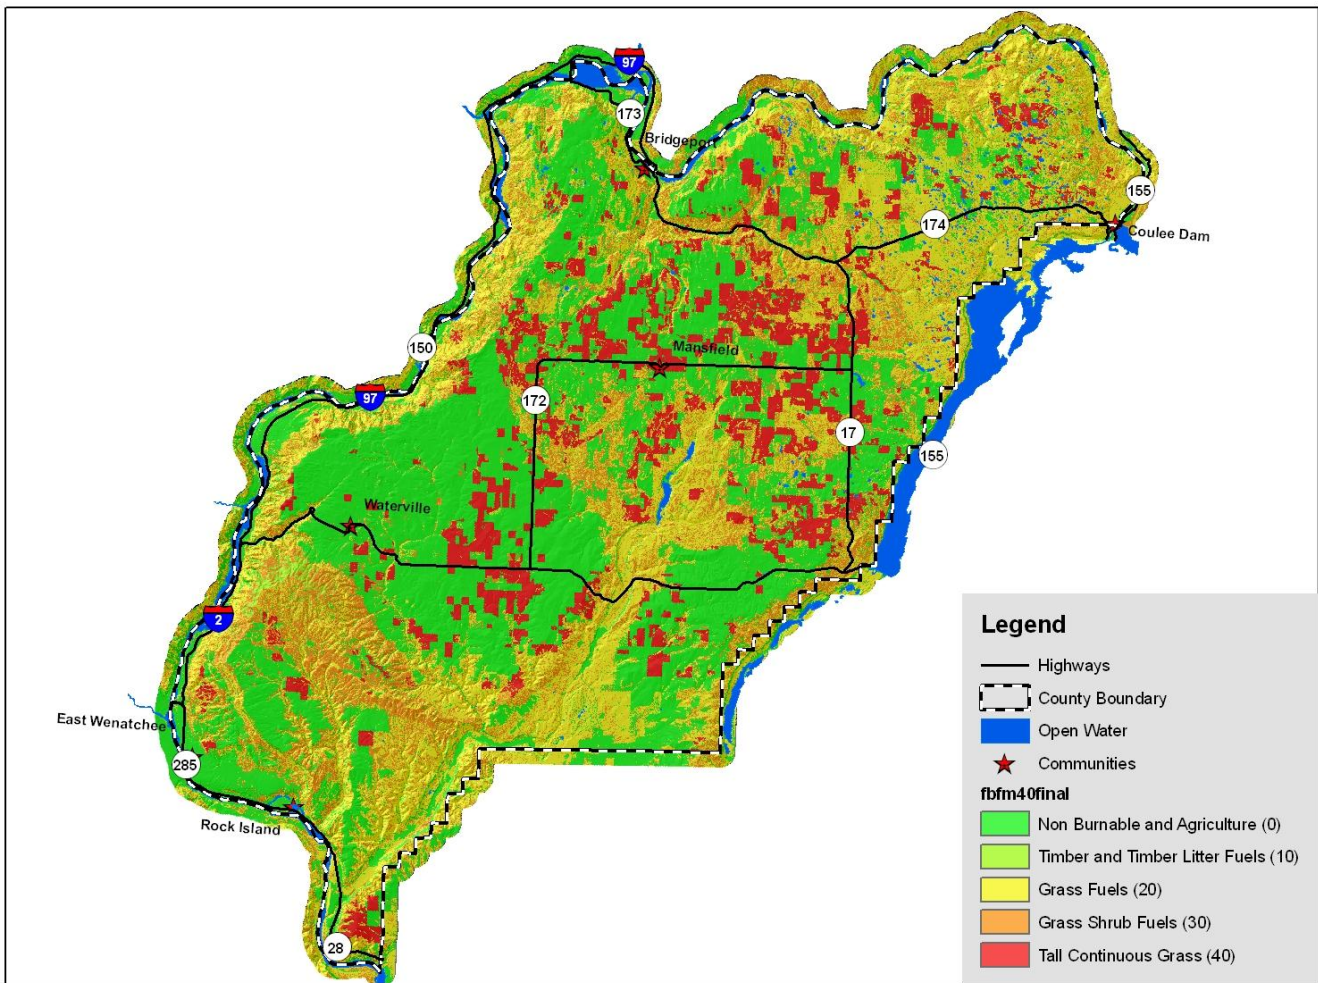 97
173
Bridgeport
155
174
Coulee Dam
150
Mansfield
97
172
17
155
Waterville
2
East Wenatchee
285
Rock Island
28
Legend
Highways
County Boundary
Open Water
Communities
fbfm40final
Non Burnable and Agriculture (0)
Timber and Timber Litter Fuels (10)
Grass Fuels (20)
Grass Shrub Fuels (30)
Tall Continuous Grass (40)